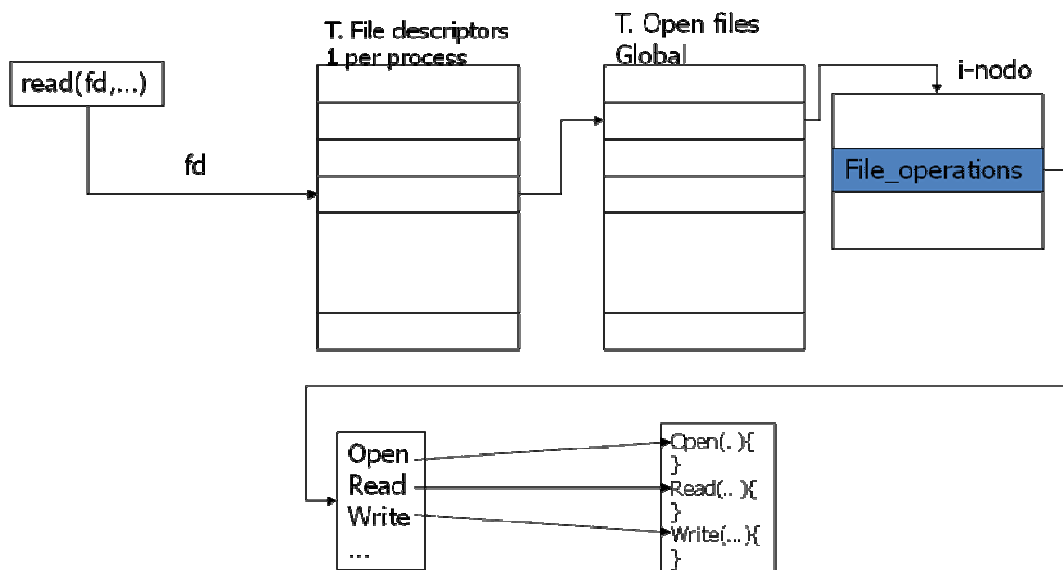 T. File descriptors
1 per process
T. Open files
Global
i-nodo
read(fd,...)
fd
File_operations
Open
Read
Write
...
Open(. ){
}
Read(.. ){
}
Write(...){
}